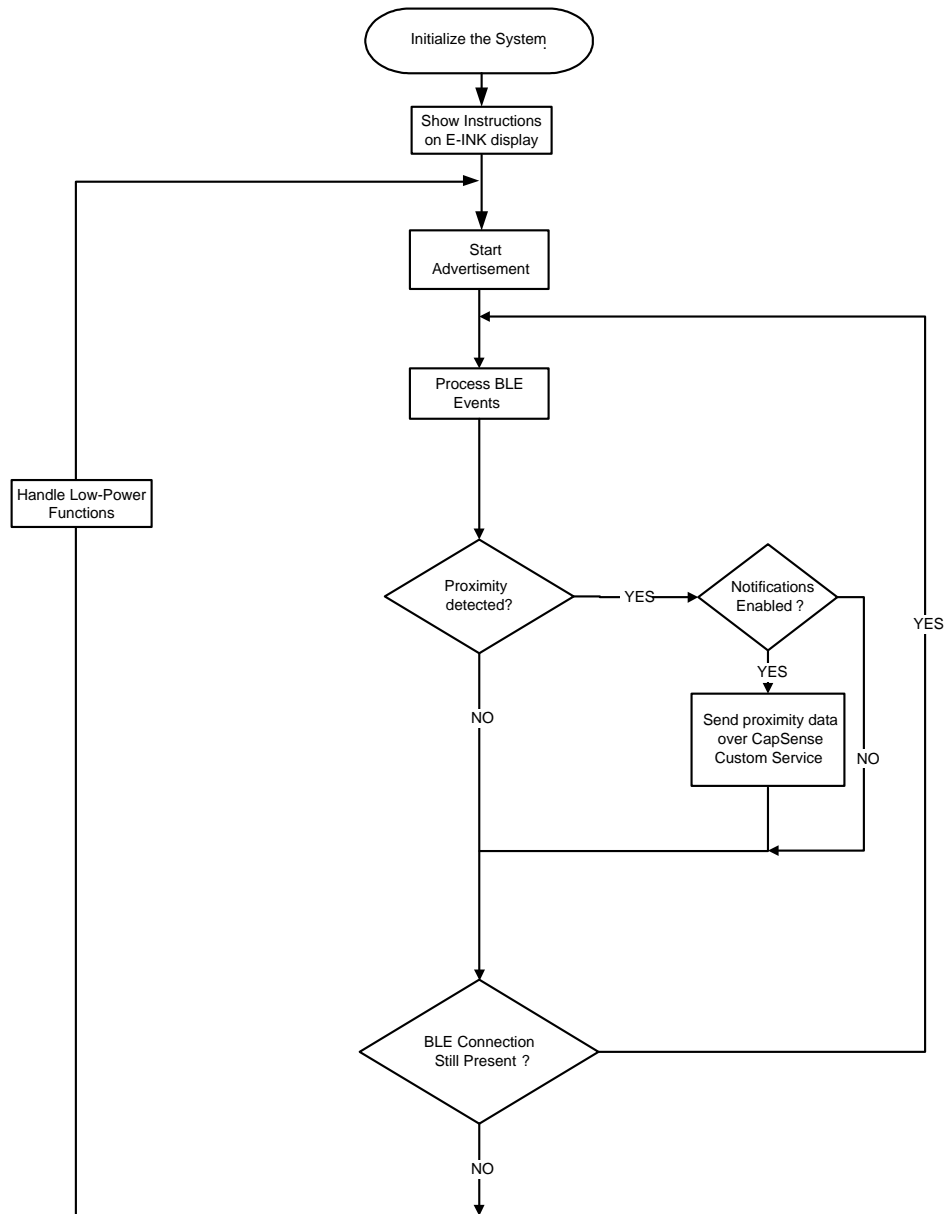 Initialize the System.
Show Instructions
on E-INK display
Start
Advertisement
Process BLE
Events
Handle Low-Power
Functions
Proximity
detected?
YES
Notifications
Enabled ?
YES
YES
NO
Send proximity data
over CapSense
Custom Service
NO
BLE Connection
Still Present ?
NO